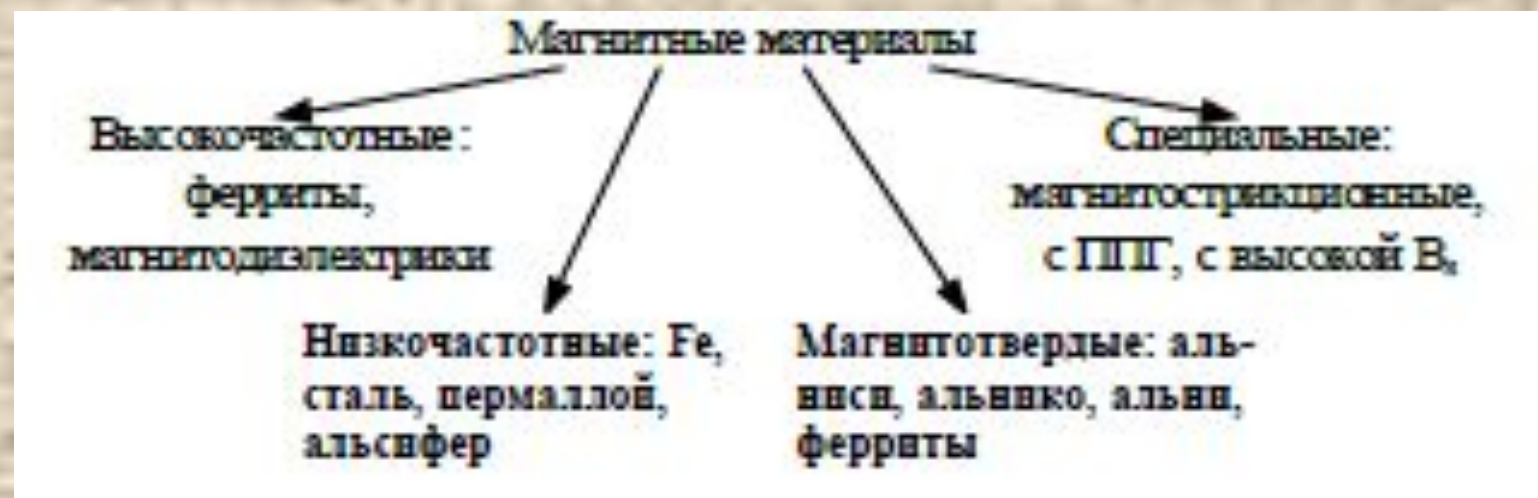 Магнитные материалы
Высокочастотные:
ферриты,
магнитодиэлектрики
Специальные:
магнитострикционные,
с ППГ, с высокой Bₛ
Низкочастотные: Fe,
сталь, пермаллой,
альсифер
Магнитотвердые: аль-
ниси, альнико, альни,
ферриты